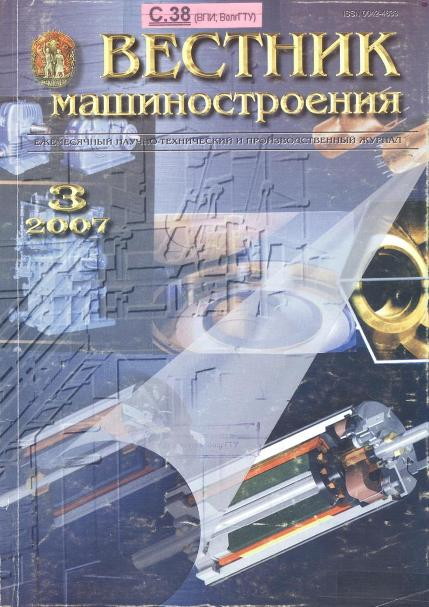 С.38 (ВПИ; ВолгГТУ)
ISSN 0042-4633
ВЕСТНИК
МАШИНОСТРОЕНИЯ
ЕЖЕМЕСЯЧНЫЙ НАУЧНО-ТЕХНИЧЕСКИЙ И ПРОИЗВОДСТВЕННЫЙ ЖУРНАЛ
3
2007